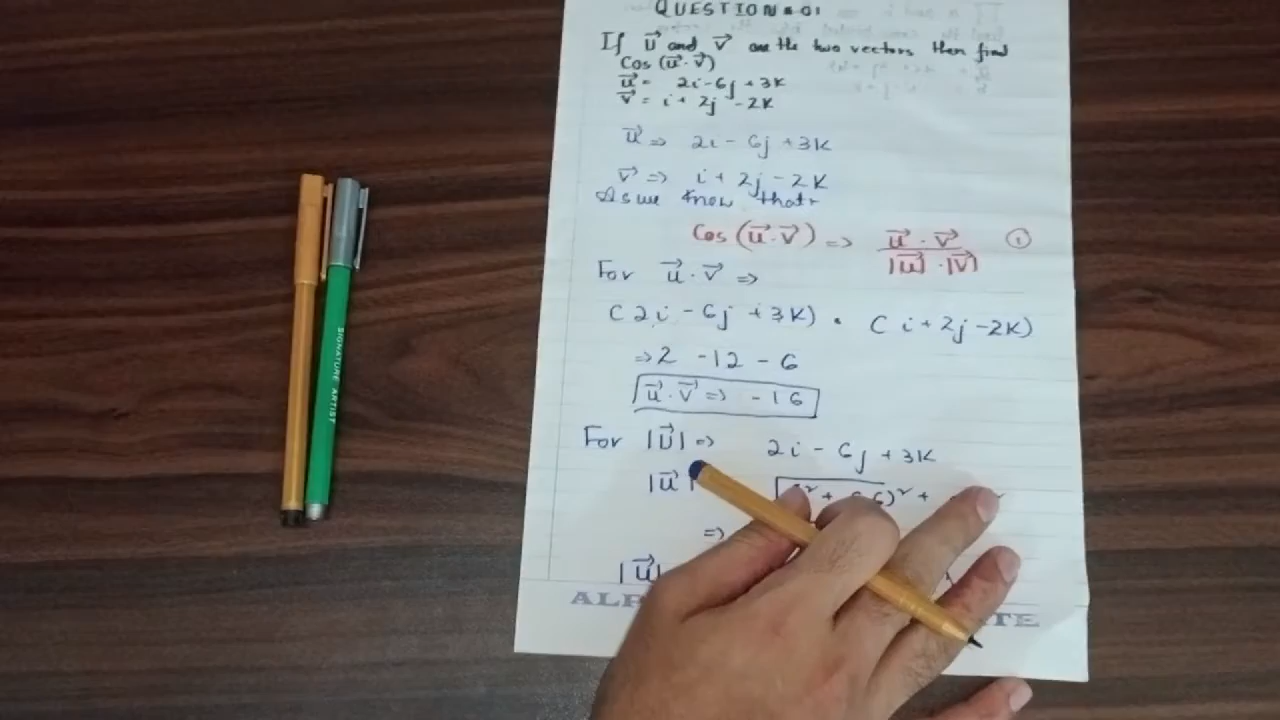 QUESTION # 01
If u⃗ and v⃗ are the two vectors then find
Cos (u⃗ · v⃗)
u⃗ = 2i - 6j + 3k
v⃗ = i + 2j - 2k
u⃗ => 2i - 6j + 3k
v⃗ => i + 2j - 2k
As we know that:-
Cos (u⃗ · v⃗) => u⃗ · v⃗ / |u⃗| · |v⃗| ①
For u⃗ · v⃗ =>
(2i - 6j + 3k) · (i + 2j - 2k)
=> 2 - 12 - 6
u⃗ · v⃗ => -16
For |u⃗| => 2i - 6j + 3k
|u⃗|
=>
|u⃗|
SIGNATURE ARTIST